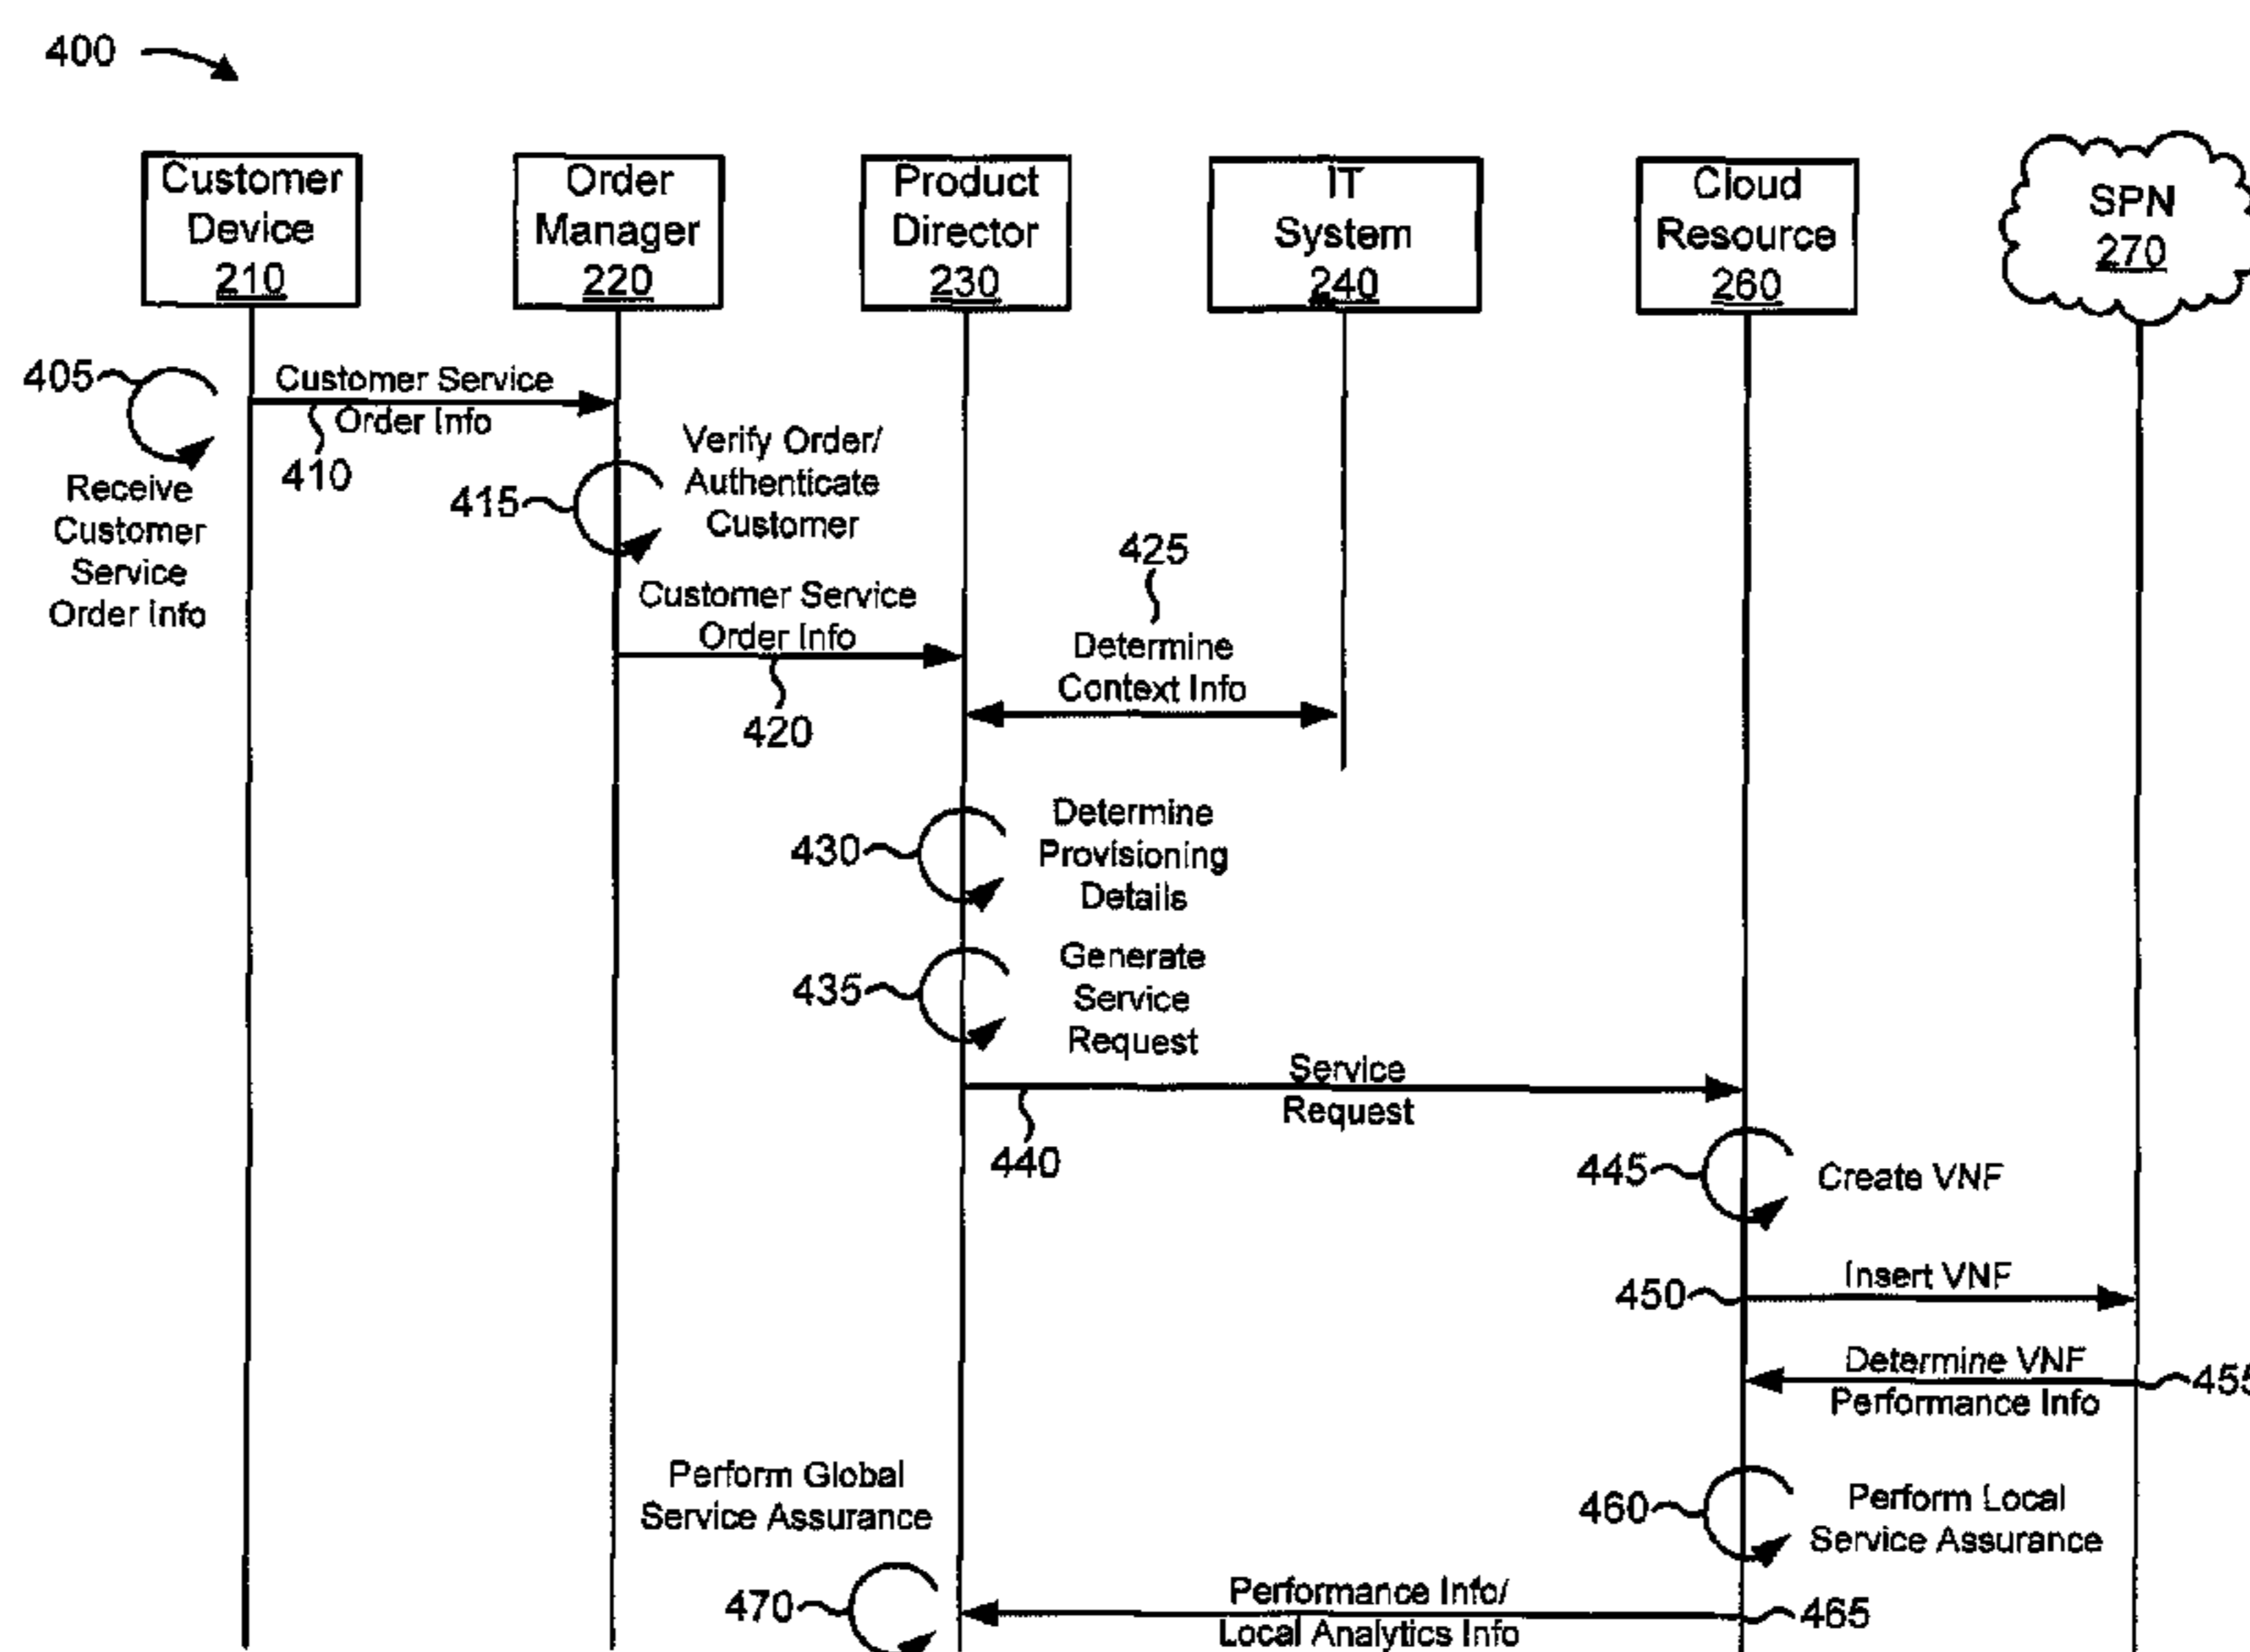 400
Customer
Device
210
Order
Manager
220
Product
Director
230
IT
System
240
Cloud
Resource
260
SPN
270
405
Receive
Customer
Service
Order Info
Customer Service
Order Info
410
415
Verify Order/
Authenticate
Customer
Customer Service
Order Info
420
425
Determine
Context Info
430
Determine
Provisioning
Details
435
Generate
Service
Request
Service
Request
440
445
Create VNF
450
Insert VNF
Determine VNF
Performance Info
455
460
Perform Local
Service Assurance
Performance Info/
Local Analytics Info
465
Perform Global
Service Assurance
470